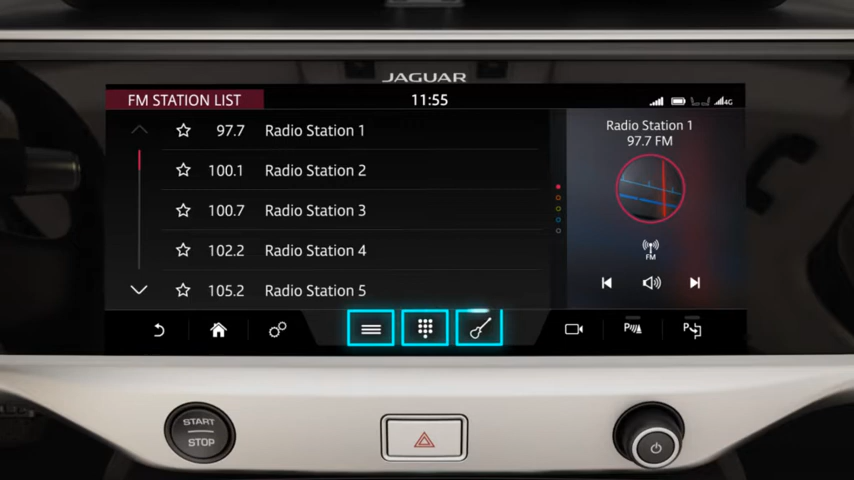 JAGUAR
FM STATION LIST
11:55
4G
97.7 Radio Station 1
100.1 Radio Station 2
100.7 Radio Station 3
102.2 Radio Station 4
105.2 Radio Station 5
Radio Station 1
97.7 FM
FM
P
P
START
STOP